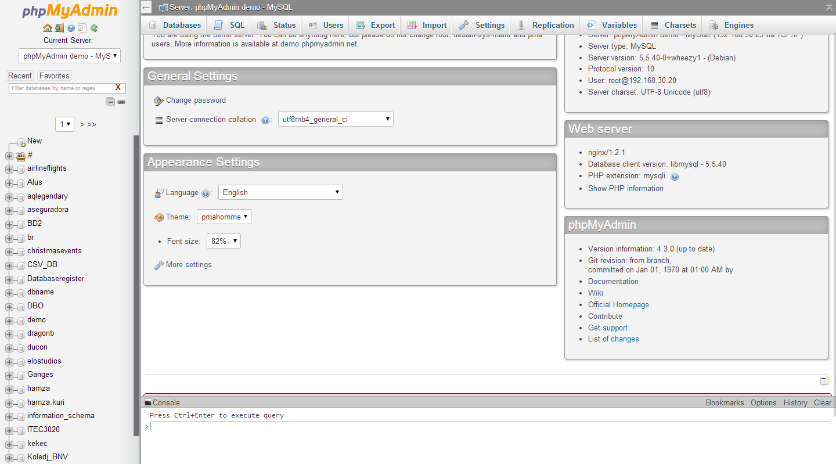 phpMyAdmin
Current Server:
phpMyAdmin demo - MyS
Recent Favorites
Filter databases by name or regex X
1 > >>
New
#
airlineflights
Alus
aqlegendary
aseguradora
BD2
br
christmasevents
CSV_DB
Databaseregister
dbname
DBO
demo
dragonb
ducon
elostudios
Ganges
hamza
hamza.kuri
information_schema
ITEC3020
kekec
Koledj_BNV
Server: phpMyAdmin demo - MySQL
Databases SQL Status Users Export Import Settings Replication Variables Charsets Engines
users. More information is available at demo.phpmyadmin.net.
General Settings
Change password
Server connection collation : utf8mb4_general_ci
Appearance Settings
Language : English
Theme: pmahomme
Font size: 82%
More settings
Server type: MySQL
Server version: 5.5.40-0+wheezy1 - (Debian)
Protocol version: 10
User: root@192.168.30.20
Server charset: UTF-8 Unicode (utf8)
Web server
nginx/1.2.1
Database client version: libmysql - 5.5.40
PHP extension: mysqli
Show PHP information
phpMyAdmin
Version information: 4.3.0 (up to date)
Git revision: from branch,
committed on Jan 01, 1970 at 01:00 AM by
Documentation
Wiki
Official Homepage
Contribute
Get support
List of changes
Console Bookmarks Options History Clear
Press Ctrl+Enter to execute query
>